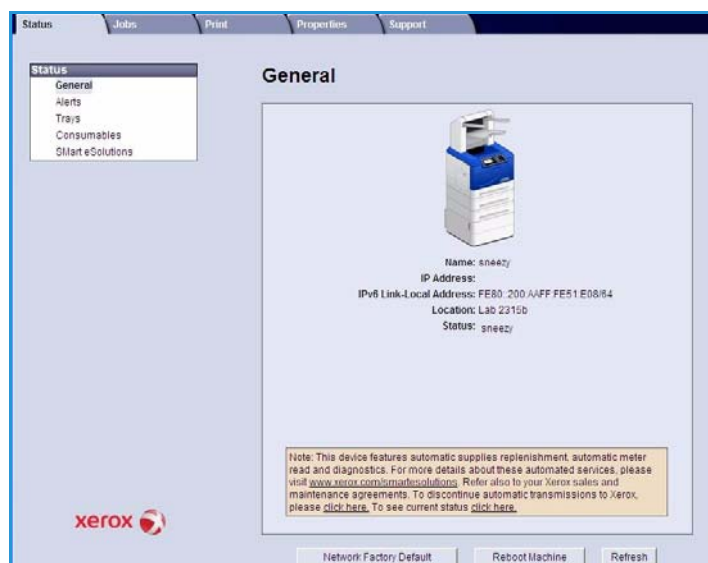 Status Jobs Print Properties Support
Status
General
Alerts
Trays
Consumables
SMart eSolutions
General
Name: sneezy
IP Address:
IPv6 Link-Local Address: FE80::200:AAFF:FE51:E08/64
Location: Lab 2315b
Status: sneezy
Note: This device features automatic supplies replenishment, automatic meter
read and diagnostics. For more details about these automated services, please
visit www.xerox.com/smartesolutions. Refer also to your Xerox sales and
maintenance agreements. To discontinue automatic transmissions to Xerox,
please click here. To see current status click here.
xerox
Network Factory Default Reboot Machine Refresh